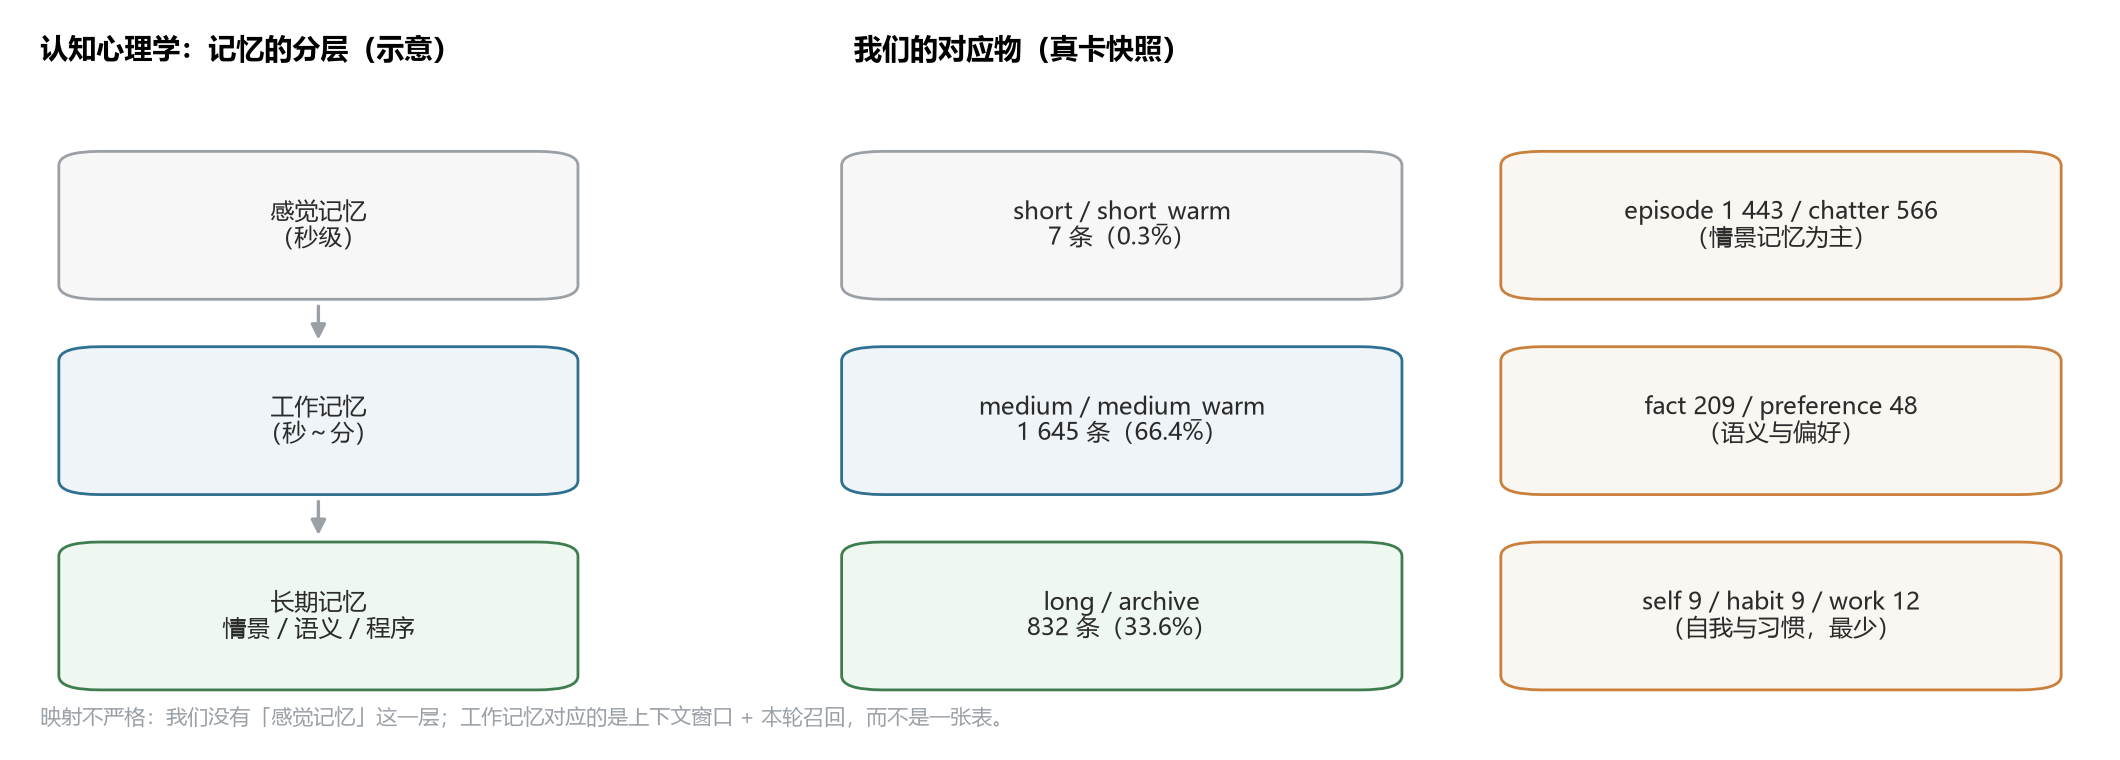 认知心理学：记忆的分层（示意）
我们的对应物（真卡快照）
感觉记忆
（秒级）
short / short_warm
7 条（0.3%）
episode 1 443 / chatter 566
（情景记忆为主）
工作记忆
（秒～分）
medium / medium_warm
1 645 条（66.4%）
fact 209 / preference 48
（语义与偏好）
长期记忆
情景 / 语义 / 程序
long / archive
832 条（33.6%）
self 9 / habit 9 / work 12
（自我与习惯，最少）
映射不严格：我们没有「感觉记忆」这一层；工作记忆对应的是上下文窗口 + 本轮召回，而不是一张表。